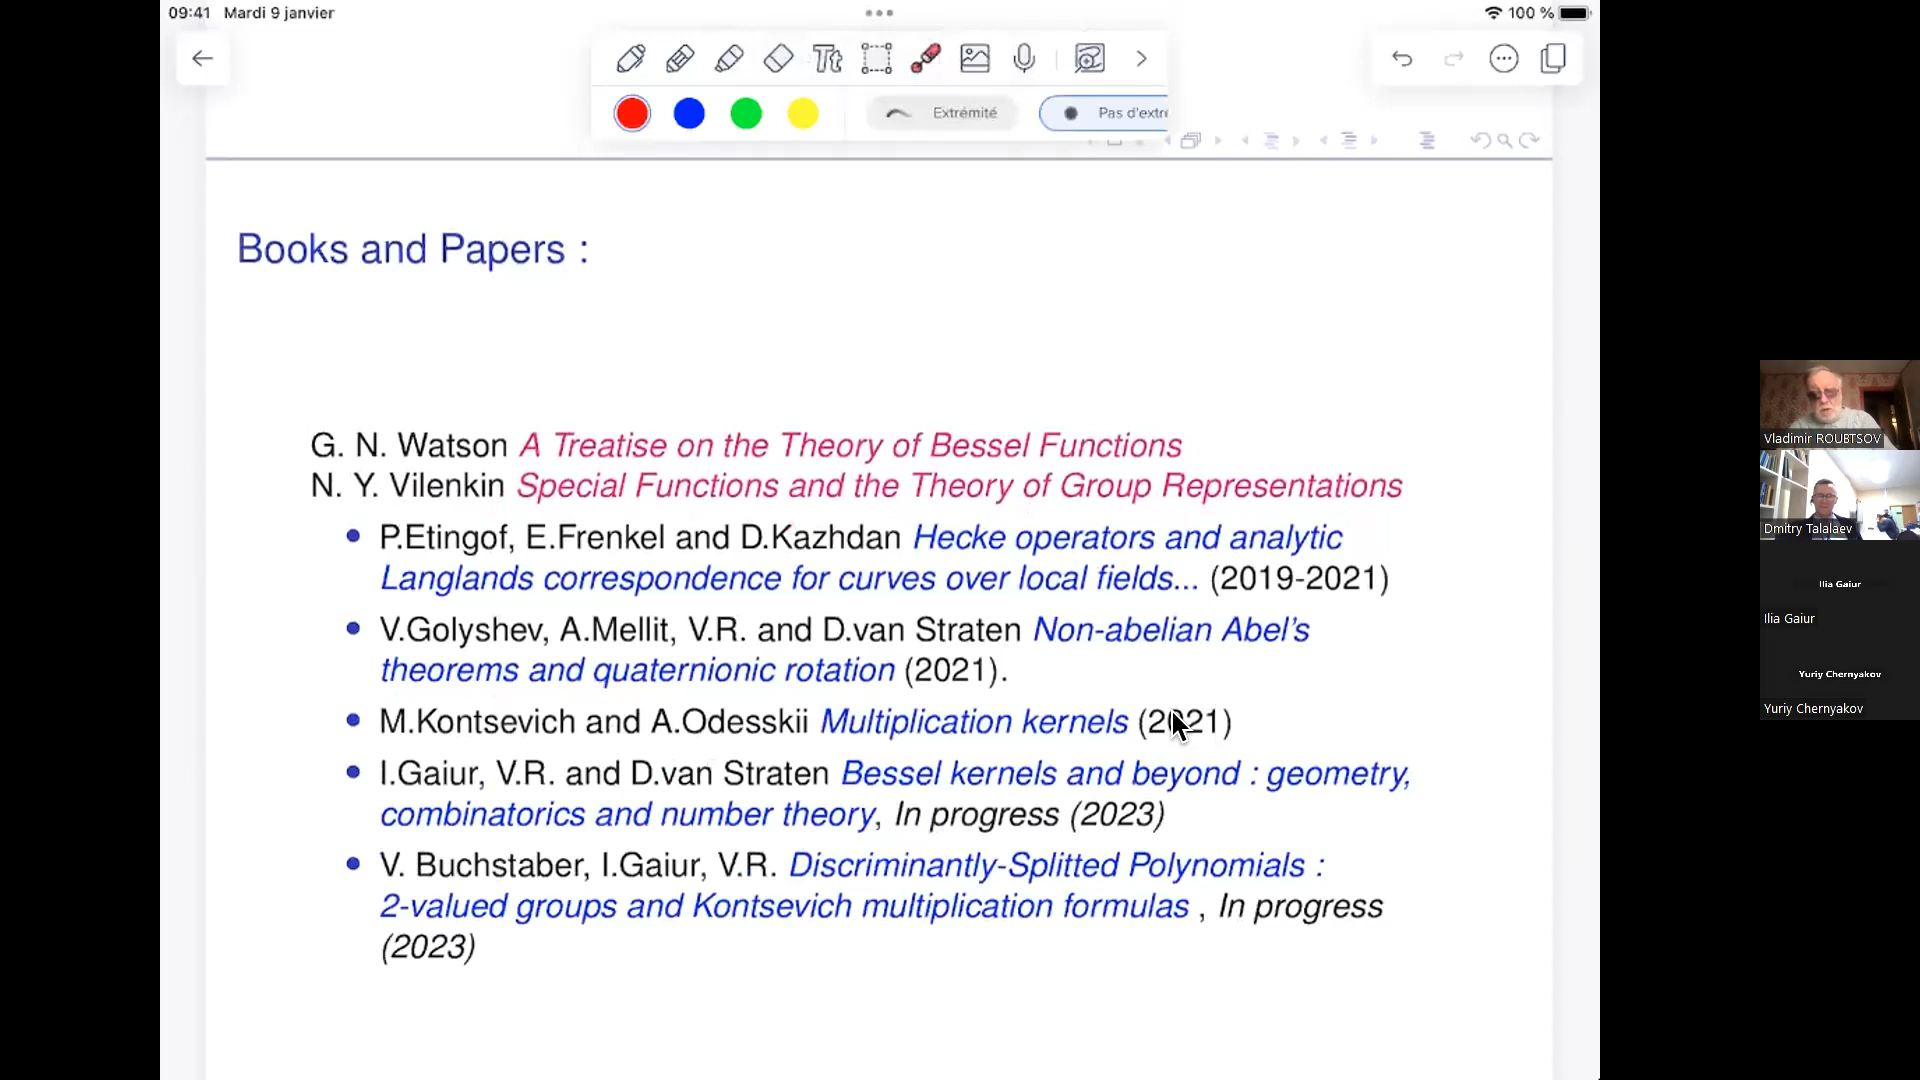 09:41 Mardi 9 janvier
100 %
Tt
Extrémité
Pas d'extré
Books and Papers :
G. N. Watson A Treatise on the Theory of Bessel Functions
N. Y. Vilenkin Special Functions and the Theory of Group Representations
P.Etingof, E.Frenkel and D.Kazhdan Hecke operators and analytic
Langlands correspondence for curves over local fields... (2019-2021)
V.Golyshev, A.Mellit, V.R. and D.van Straten Non-abelian Abel's
theorems and quaternionic rotation (2021).
M.Kontsevich and A.Odesskii Multiplication kernels (2021)
I.Gaiur, V.R. and D.van Straten Bessel kernels and beyond : geometry,
combinatorics and number theory, In progress (2023)
V. Buchstaber, I.Gaiur, V.R. Discriminantly-Splitted Polynomials :
2-valued groups and Kontsevich multiplication formulas , In progress
(2023)
Vladimir ROUBTSOV
Dmitry Talalaev
Ilia Gaiur
Ilia Gaiur
Yuriy Chernyakov
Yuriy Chernyakov